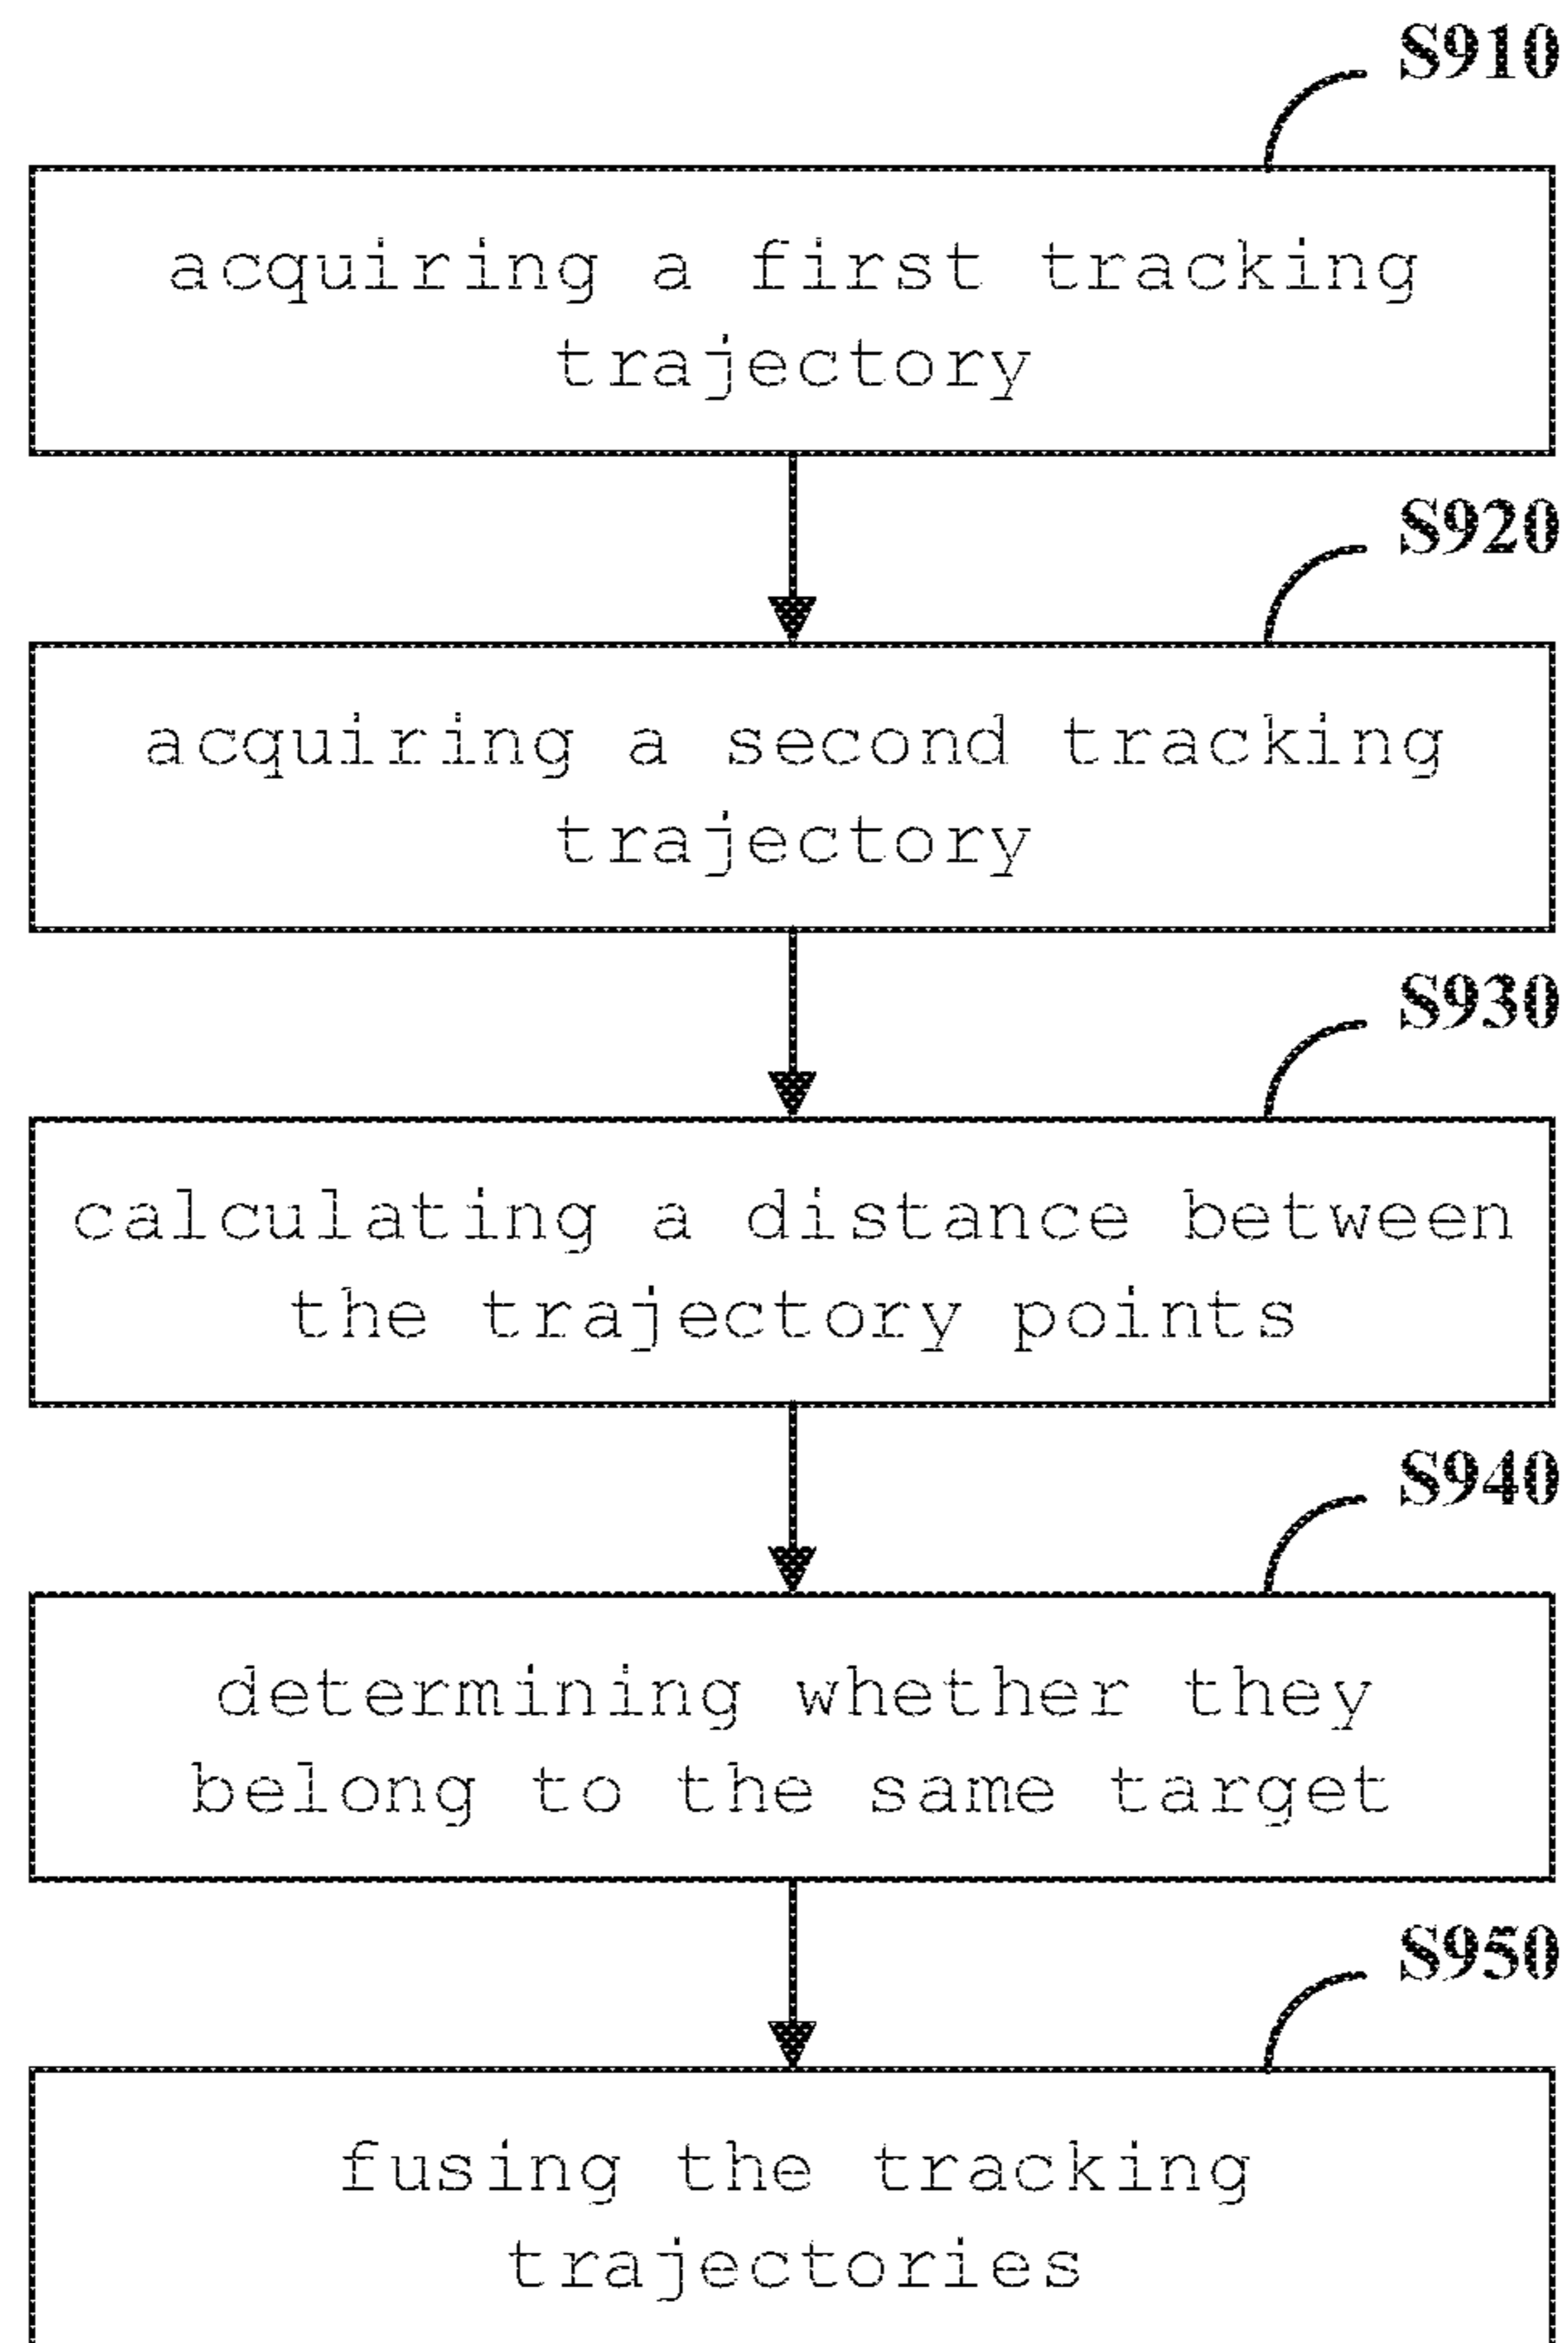 S910
acquiring a first tracking
trajectory
S920
acquiring a second tracking
trajectory
S930
calculating a distance between
the trajectory points
S940
determining whether they
belong to the same target
S950
fusing the tracking
trajectories